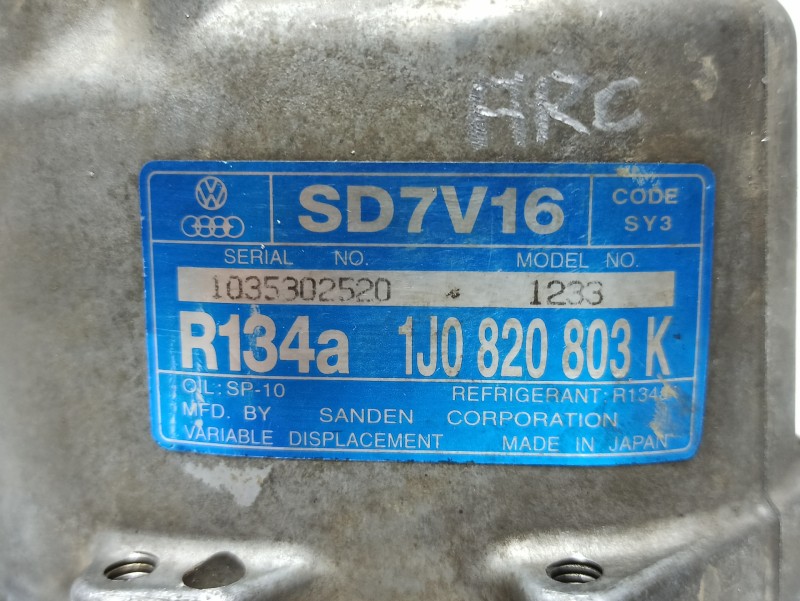 ARC
SD7V16
CODE
SY3
SERIAL NO. MODEL NO.
1035302520 1233
R134a 1J0 820 803 K
OIL: SP-10 REFRIGERANT: R134a
MFD. BY SANDEN CORPORATION
VARIABLE DISPLACEMENT MADE IN JAPAN